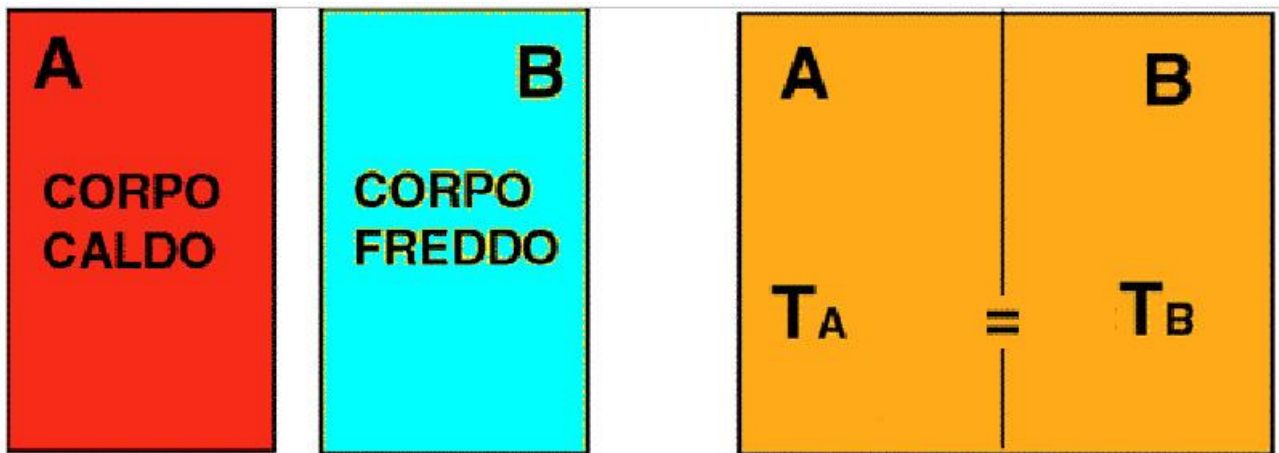 A
CORPO
CALDO
B
CORPO
FREDDO
A B
TA = TB